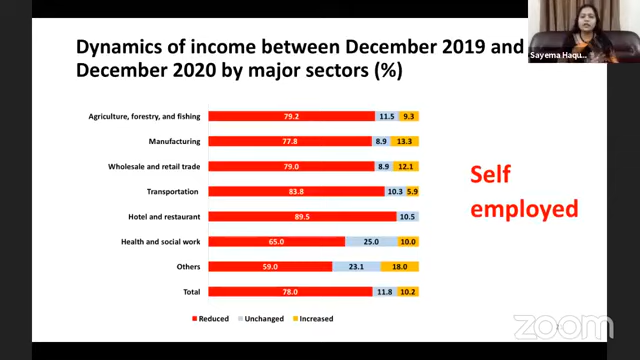 Dynamics of income between December 2019 and
December 2020 by major sectors (%)
Sayema Haqu...
Agriculture, forestry, and fishing 79.2 11.5 9.3
Manufacturing 77.8 8.9 13.3
Wholesale and retail trade 79.0 8.9 12.1
Transportation 83.8 10.3 5.9
Hotel and restaurant 89.5 10.5
Health and social work 65.0 25.0 10.0
Others 59.0 23.1 18.0
Total 78.0 11.8 10.2
Reduced Unchanged Increased
Self
employed
zoom